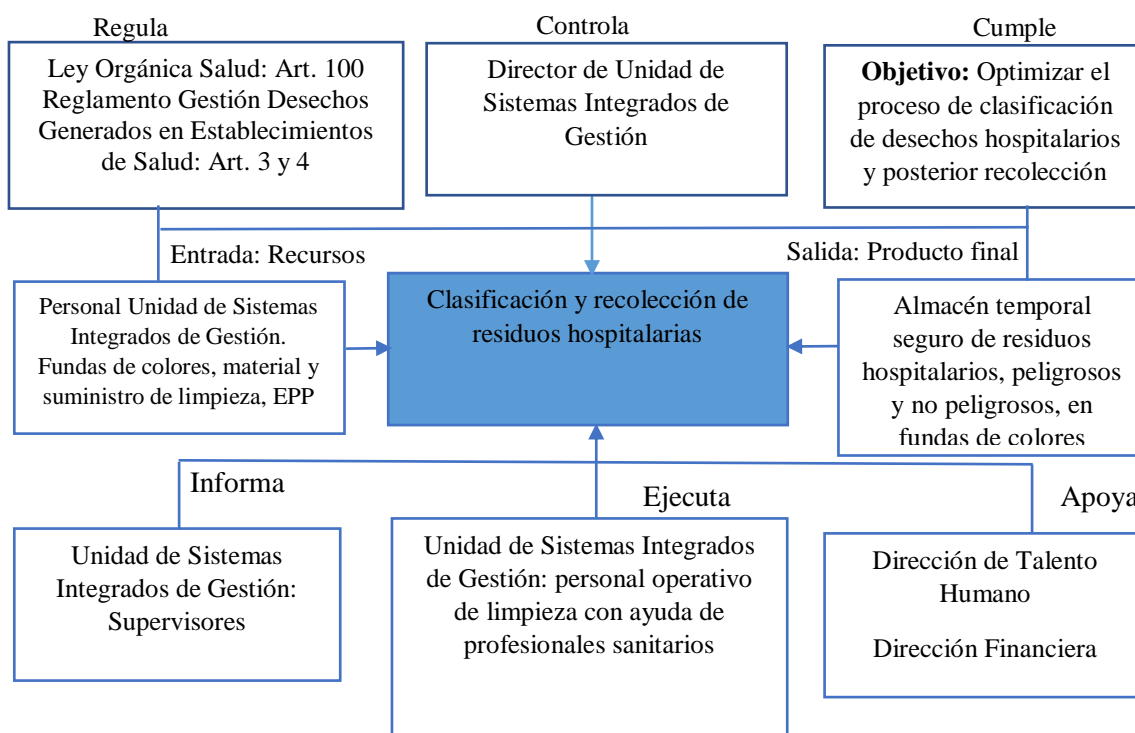 Regula
Ley Orgánica Salud: Art. 100
Reglamento Gestión Desechos
Generados en Establecimientos
de Salud: Art. 3 y 4
Controla
Director de Unidad de
Sistemas Integrados de
Gestión
Cumple
Objetivo: Optimizar el
proceso de clasificación
de desechos hospitalarios
y posterior recolección
Entrada: Recursos
Personal Unidad de Sistemas
Integrados de Gestión.
Fundas de colores, material y
suministro de limpieza, EPP
Clasificación y recolección de
residuos hospitalarias
Salida: Producto final
Almacén temporal
seguro de residuos
hospitalarios, peligrosos
y no peligrosos, en
fundas de colores
Informa
Unidad de Sistemas
Integrados de Gestión:
Supervisores
Ejecuta
Unidad de Sistemas Integrados
de Gestión: personal operativo
de limpieza con ayuda de
profesionales sanitarios
Apoya
Dirección de Talento
Humano
Dirección Financiera